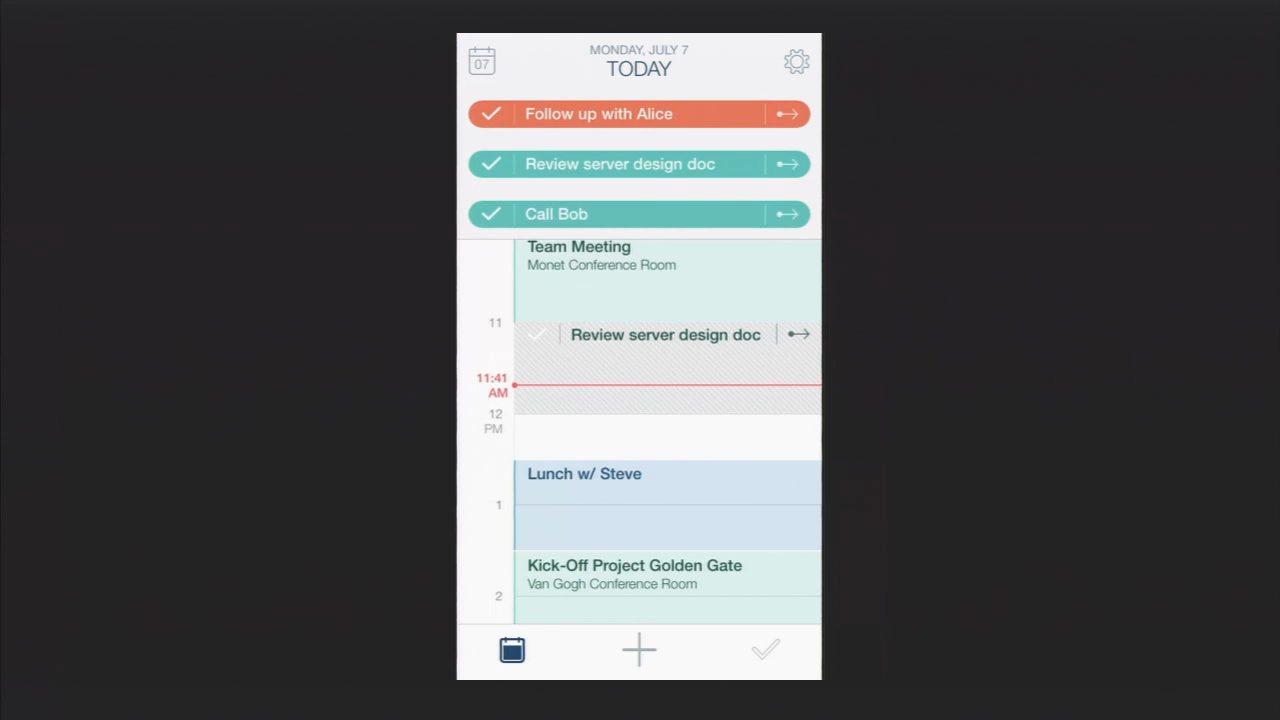 07
MONDAY, JULY 7
TODAY
Follow up with Alice
Review server design doc
Call Bob
Team Meeting
Monet Conference Room
11
Review server design doc
11:41
AM
12
PM
Lunch w/ Steve
1
Kick-Off Project Golden Gate
Van Gogh Conference Room
2